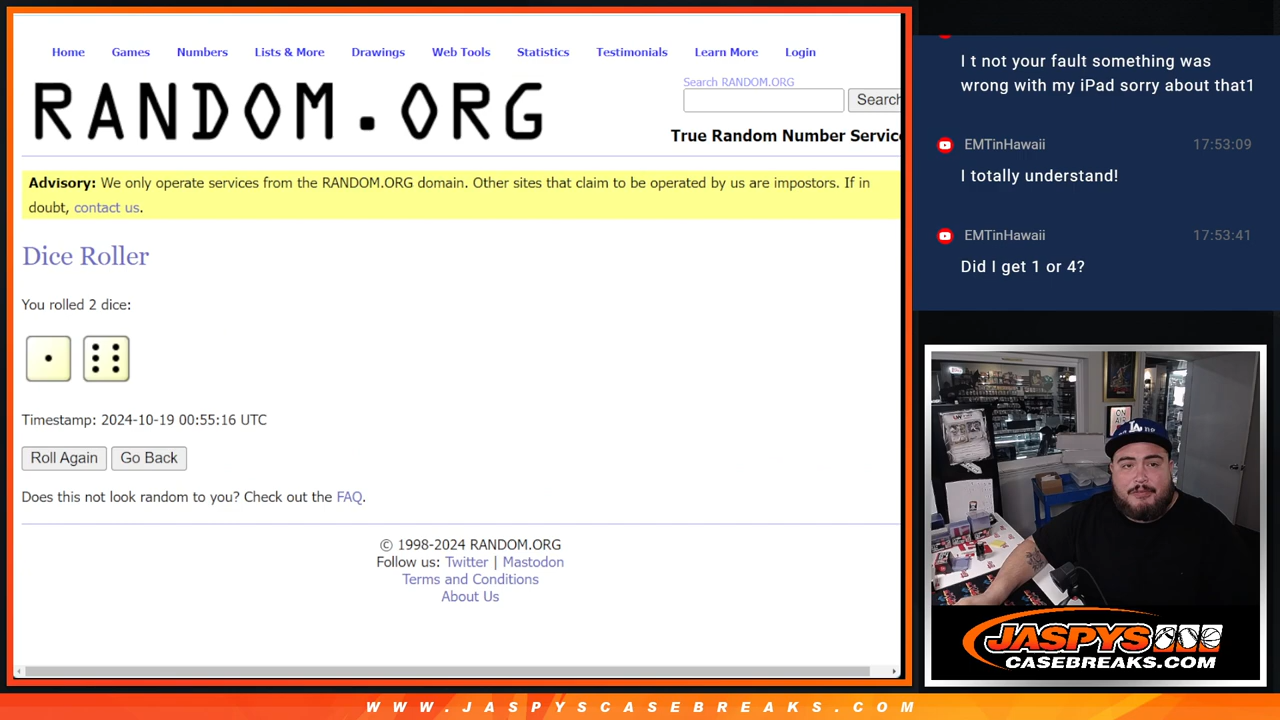 Home Games Numbers Lists & More Drawings Web Tools Statistics Testimonials Learn More Login
RANDOM.ORG
Search RANDOM.ORG
Search
True Random Number Servic
Advisory: We only operate services from the RANDOM.ORG domain. Other sites that claim to be operated by us are impostors. If in
doubt, contact us.
Dice Roller
You rolled 2 dice:
Timestamp: 2024-10-19 00:55:16 UTC
Roll Again Go Back
Does this not look random to you? Check out the FAQ.
© 1998-2024 RANDOM.ORG
Follow us: Twitter | Mastodon
Terms and Conditions
About Us
I t not your fault something was
wrong with my iPad sorry about that1
EMTinHawaii 17:53:09
I totally understand!
EMTinHawaii 17:53:41
Did I get 1 or 4?
ON
AIR
LA
JASPYS
CASEBREAKS.COM
WWW.JASPYSCASEBREAKS.COM